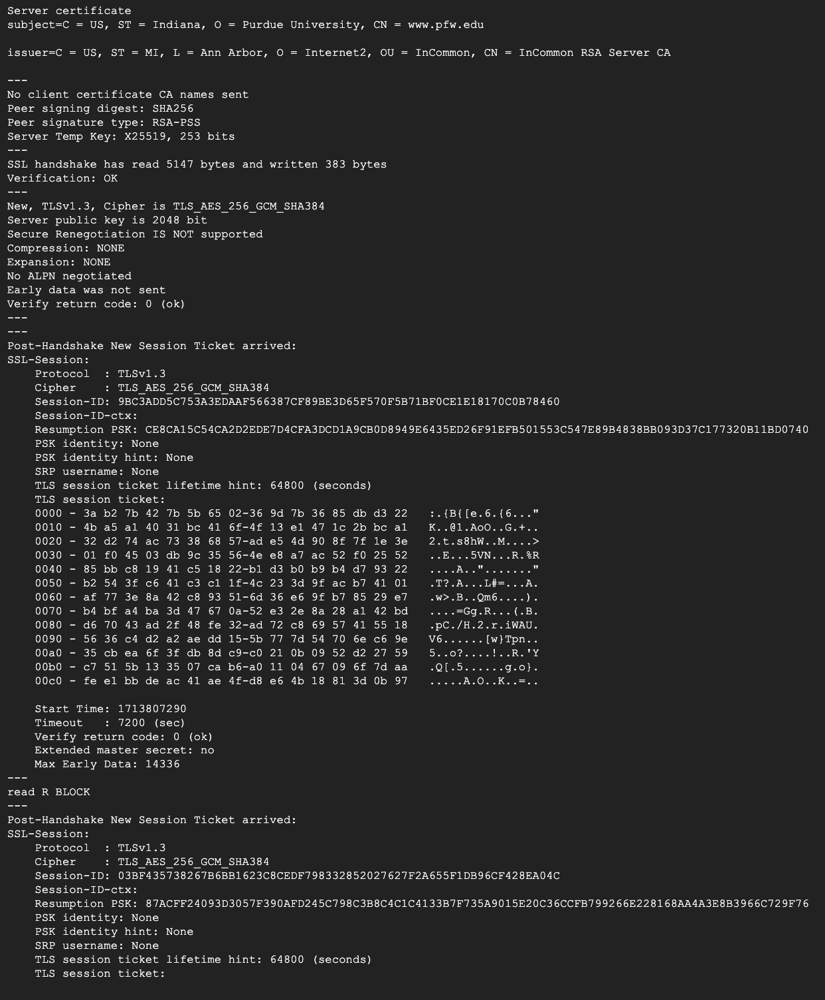 Server certificate
subject=C = US, ST = Indiana, O = Purdue University, CN = www.pfw.edu
issuer=C = US, ST = MI, L = Ann Arbor, O = Internet2, OU = InCommon, CN = InCommon RSA Server CA
---
No client certificate CA names sent
Peer signing digest: SHA256
Peer signature type: RSA-PSS
Server Temp Key: X25519, 253 bits
---
SSL handshake has read 5147 bytes and written 383 bytes
Verification: OK
---
New, TLSv1.3, Cipher is TLS_AES_256_GCM_SHA384
Server public key is 2048 bit
Secure Renegotiation IS NOT supported
Compression: NONE
Expansion: NONE
No ALPN negotiated
Early data was not sent
Verify return code: 0 (ok)
---
---
Post-Handshake New Session Ticket arrived:
SSL-Session:
    Protocol  : TLSv1.3
    Cipher    : TLS_AES_256_GCM_SHA384
    Session-ID: 9BC3ADD5C753A3EDAAF566387CF89BE3D65F570F5B71BF0CE1E18170C0B78460
    Session-ID-ctx:
    Resumption PSK: CE8CA15C54CA2D2EDE7D4CFA3DCD1A9CB0D8949E6435ED26F91EFB501553C547E89B4838BB093D37C177320B11BD0740
    PSK identity: None
    PSK identity hint: None
    SRP username: None
    TLS session ticket lifetime hint: 64800 (seconds)
    TLS session ticket:
    0000 - 3a b2 7b 42 7b 5b 65 02-36 9d 7b 36 85 db d3 22   :.{B{[e.6.{6..."
    0010 - 4b a5 a1 40 31 bc 41 6f-4f 13 e1 47 1c 2b bc a1   K..@1.AoO..G.+..
    0020 - 32 d2 74 ac 73 38 68 57-ad e5 4d 90 8f 7f 1e 3e   2.t.s8hW..M....>
    0030 - 01 f0 45 03 db 9c 35 56-4e e8 a7 ac 52 f0 25 52   ..E...5VN...R.%R
    0040 - 85 bb c8 19 41 c5 18 22-b1 d3 b0 b9 b4 d7 93 22   ....A.."......."
    0050 - b2 54 3f c6 41 c3 c1 1f-4c 23 3d 9f ac b7 41 01   .T?.A...L#=...A.
    0060 - af 77 3e 8a 42 c8 93 51-6d 36 e6 9f b7 85 29 e7   .w>.B..Qm6....).
    0070 - b4 bf a4 ba 3d 47 67 0a-52 e3 2e 8a 28 a1 42 bd   ....=Gg.R...(.B.
    0080 - d6 70 43 ad 2f 48 fe 32-ad 72 c8 69 57 41 55 18   .pC./H.2.r.iWAU.
    0090 - 56 36 c4 d2 a2 ae dd 15-5b 77 7d 54 70 6e c6 9e   V6......[w}Tpn..
    00a0 - 35 cb ea 6f 3f db 8d c9-c0 21 0b 09 52 d2 27 59   5..o?....!..R.'Y
    00b0 - c7 51 5b 13 35 07 ca b6-a0 11 04 67 09 6f 7d aa   .Q[.5......g.o}.
    00c0 - fe e1 bb de ac 41 ae 4f-d8 e6 4b 18 81 3d 0b 97   .....A.O..K..=..
    Start Time: 1713807290
    Timeout   : 7200 (sec)
    Verify return code: 0 (ok)
    Extended master secret: no
    Max Early Data: 14336
---
read R BLOCK
---
Post-Handshake New Session Ticket arrived:
SSL-Session:
    Protocol  : TLSv1.3
    Cipher    : TLS_AES_256_GCM_SHA384
    Session-ID: 03BF435738267B6BB1623C8CEDF798332852027627F2A655F1DB96CF428EA04C
    Session-ID-ctx:
    Resumption PSK: 87ACFF24093D3057F390AFD245C798C3B8C4C1C4133B7F735A9015E20C36CCFB799266E228168AA4A3E8B3966C729F76
    PSK identity: None
    PSK identity hint: None
    SRP username: None
    TLS session ticket lifetime hint: 64800 (seconds)
    TLS session ticket: